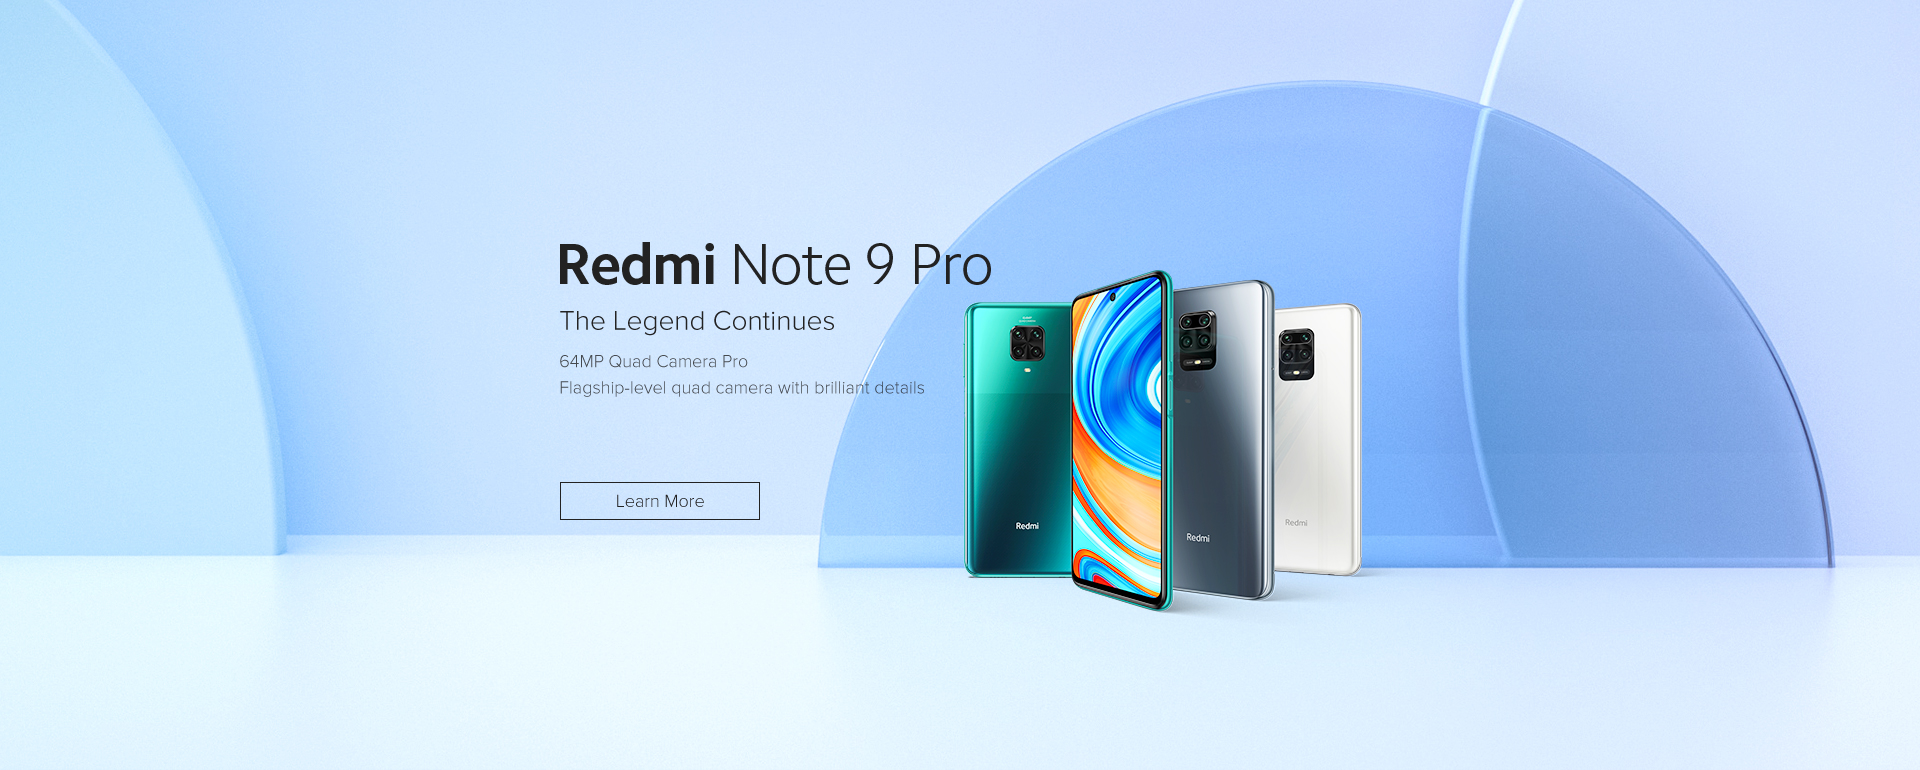 Redmi Note 9 Pro
The Legend Continues
64MP Quad Camera Pro
Flagship-level quad camera with brilliant details
Learn More
Redmi
Redmi
Redmi